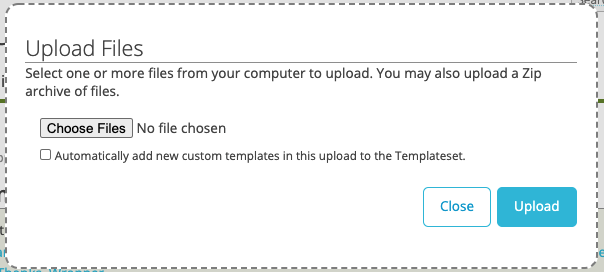 Upload Files
Select one or more files from your computer to upload. You may also upload a Zip
archive of files.
Choose Files No file chosen
Automatically add new custom templates in this upload to the Templateset.
Close Upload